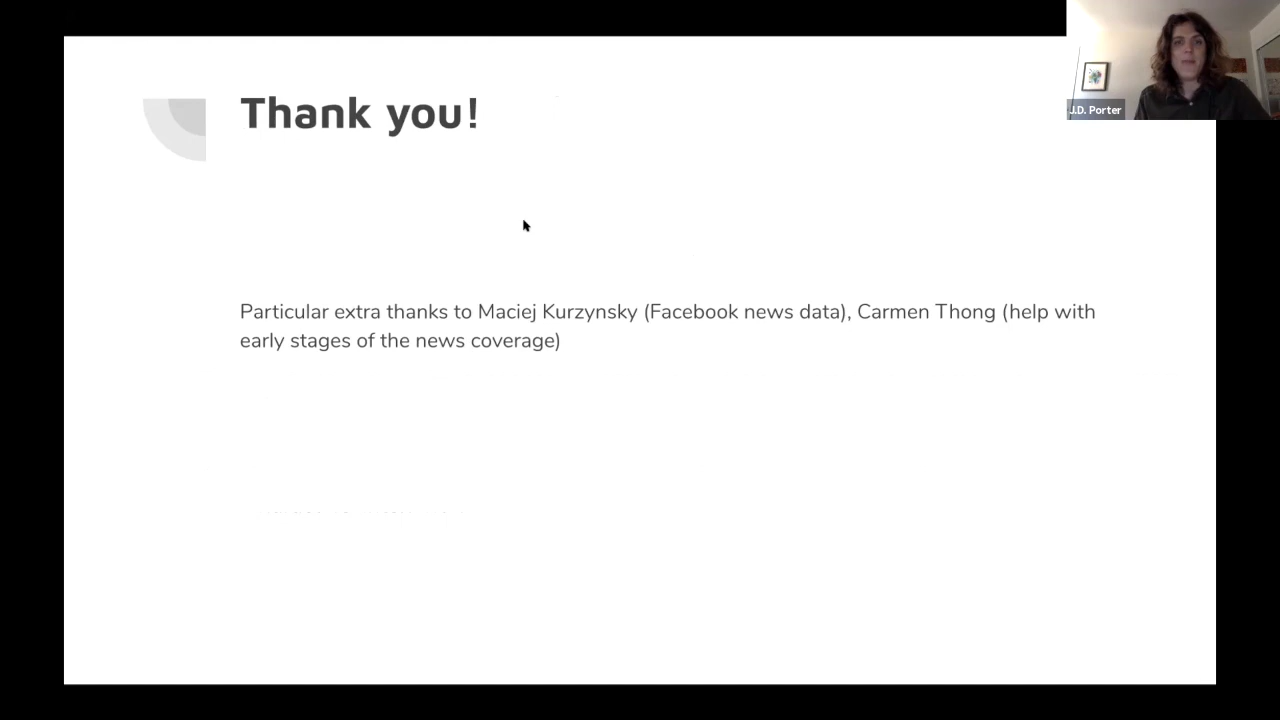 Thank you!
J.D. Porter
Particular extra thanks to Maciej Kurzynsky (Facebook news data), Carmen Thong (help with
early stages of the news coverage)